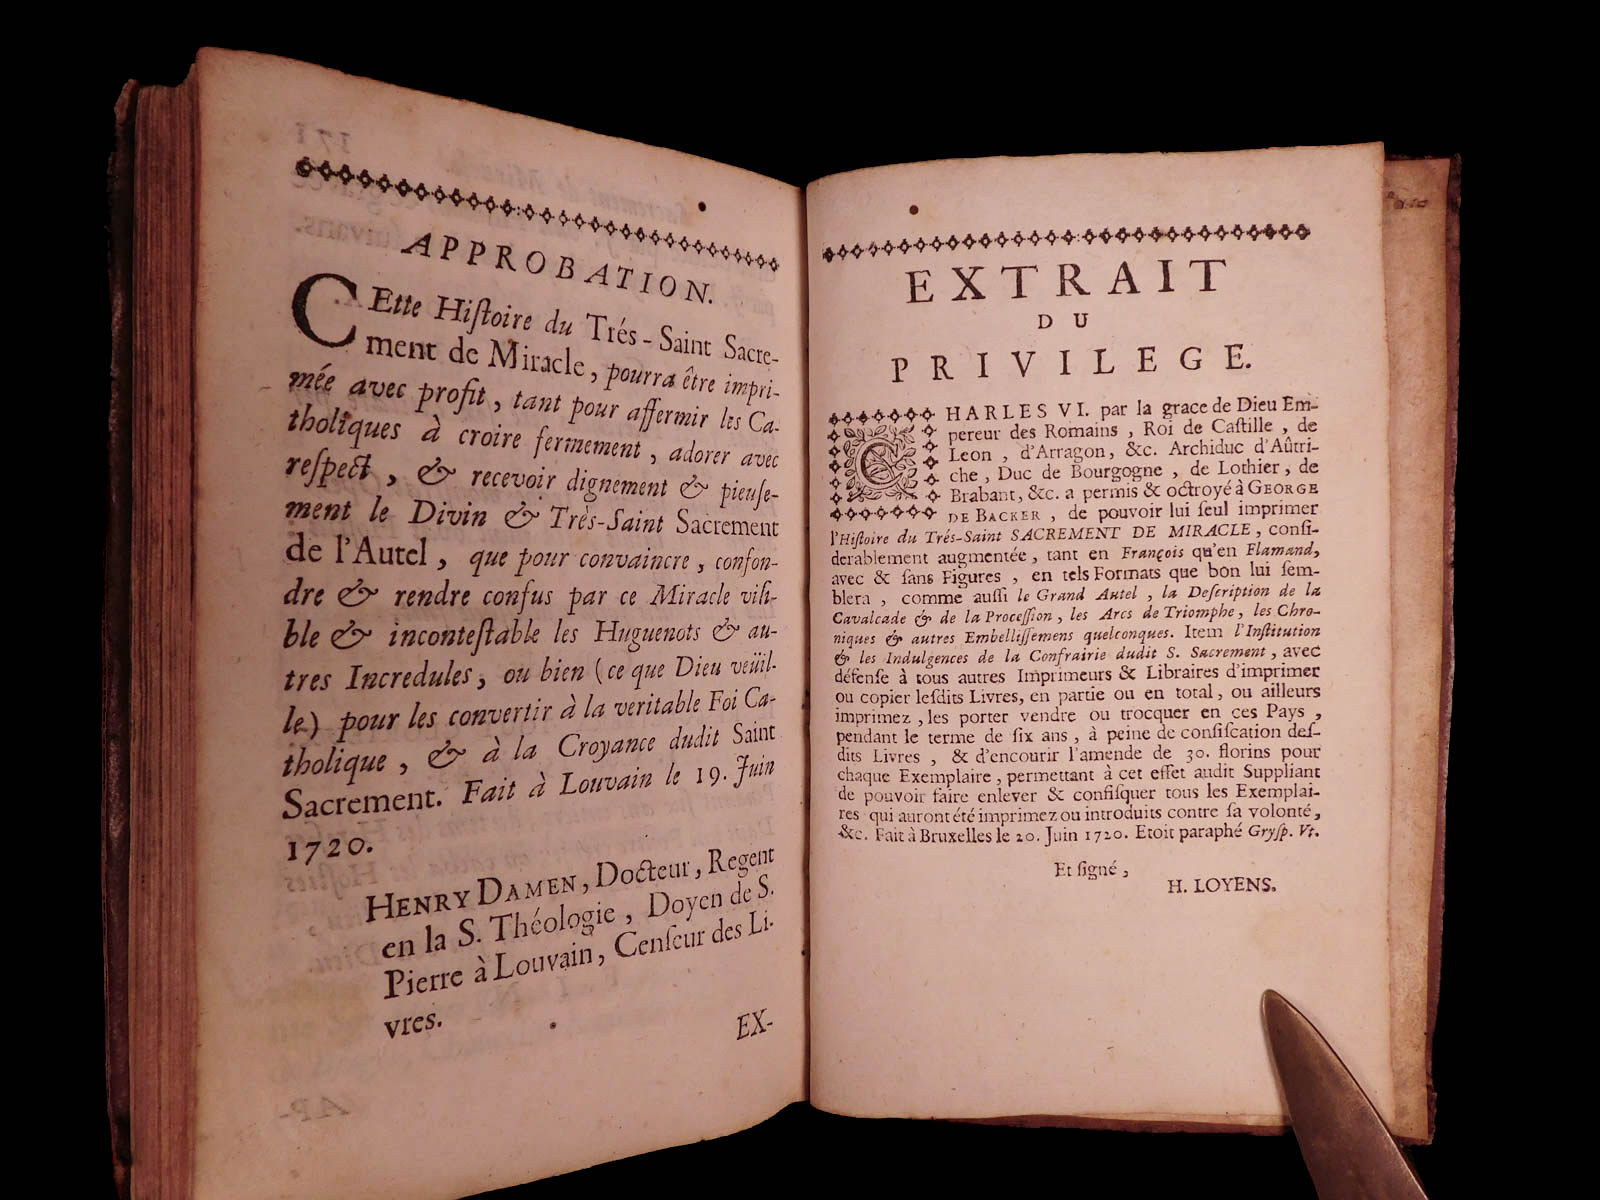 APPROBATION.
CEtte Hiſtoire du Trés-Saint Sacre-
ment de Miracle, pourra être impri-
mée avec profit, tant pour affermir les Ca-
tholiques à croire fermement, adorer avec
reſpect, & recevoir dignement & pieuſe-
ment le Divin & Très-Saint Sacrement
de l'Autel, que pour convaincre, confon-
dre & rendre confus par ce Miracle viſi-
ble & inconteſtable les Huguenots & au-
tres Incredules, ou bien (ce que Dieu veüil-
le) pour les convertir à la veritable Foi Ca-
tholique, & à la Croyance dudit Saint
Sacrement. Fait à Louvain le 19. Juin
1720.
HENRY DAMEN, Docteur, Regent
en la S. Théologie, Doyen de S.
Pierre à Louvain, Cenſeur des Li-
vres.
EX-
EXTRAIT
DU
PRIVILEGE.
CHARLES VI. par la grace de Dieu Em-
pereur des Romains, Roi de Caſtille, de
Leon, d'Arragon, &c. Archiduc d'Aûtri-
che, Duc de Bourgogne, de Lothier, de
Brabant, &c. a permis & octroyé à GEORGE
DE BACKER, de pouvoir lui ſeul imprimer
l'Hiſtoire du Trés-Saint SACREMENT DE MIRACLE, conſi-
derablement augmentée, tant en François qu'en Flamand,
avec & ſans Figures, en tels Formats que bon lui ſem-
blera, comme auſſi le Grand Autel, la Deſcription de la
Cavalcade & de la Proceſſion, les Arcs de Triomphe, les Chro-
niques & autres Embelliſſemens quelconques. Item l'Inſtitution
& les Indulgences de la Confrairie dudit S. Sacrement, avec
défenſe à tous autres Imprimeurs & Libraires d'imprimer
ou copier leſdits Livres, en partie ou en total, ou ailleurs
imprimez, les porter vendre ou trocquer en ces Pays,
pendant le terme de ſix ans, à peine de conſiſcation deſ-
dits Livres, & d'encourir l'amende de 30. florins pour
chaque Exemplaire, permettant à cet effet audit Suppliant
de pouvoir faire enlever & confiſquer tous les Exemplai-
res qui auront été imprimez ou introduits contre ſa volonté,
&c. Fait à Bruxelles le 20. Juin 1720. Etoit paraphé Gryſp. Vt.
Et ſigné,
H. LOYENS.